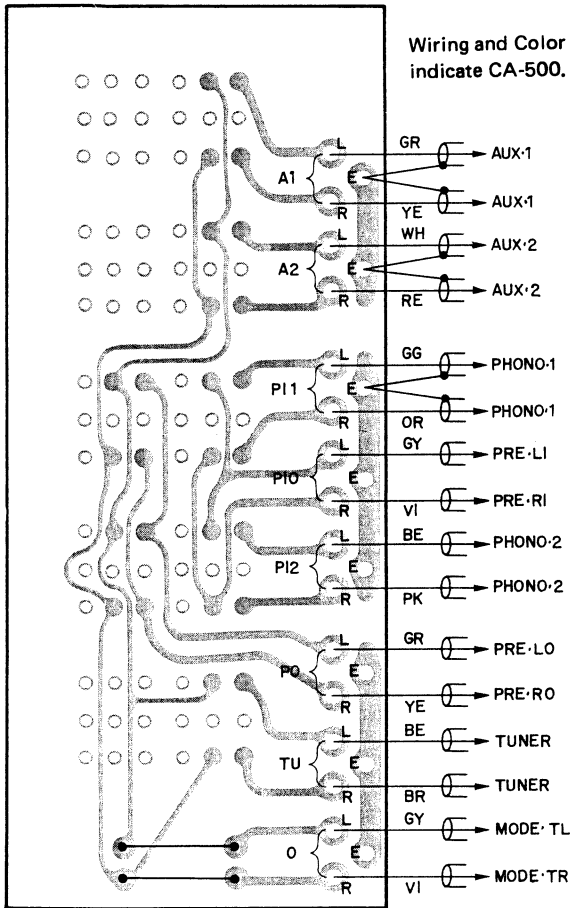 Wiring and Color
indicate CA-500.
L GR AUX·1
A1 E
R YE AUX·1
L WH AUX·2
A2 E
R RE AUX·2
L GG PHONO·1
PI1 E
R OR PHONO·1
L GY PRE·LI
PIO E
R VI PRE·RI
L BE PHONO·2
PI2 E
R PK PHONO·2
L GR PRE·LO
PO E
R YE PRE·RO
L BE TUNER
TU E
R BR TUNER
L GY MODE·TL
O E
R VI MODE·TR